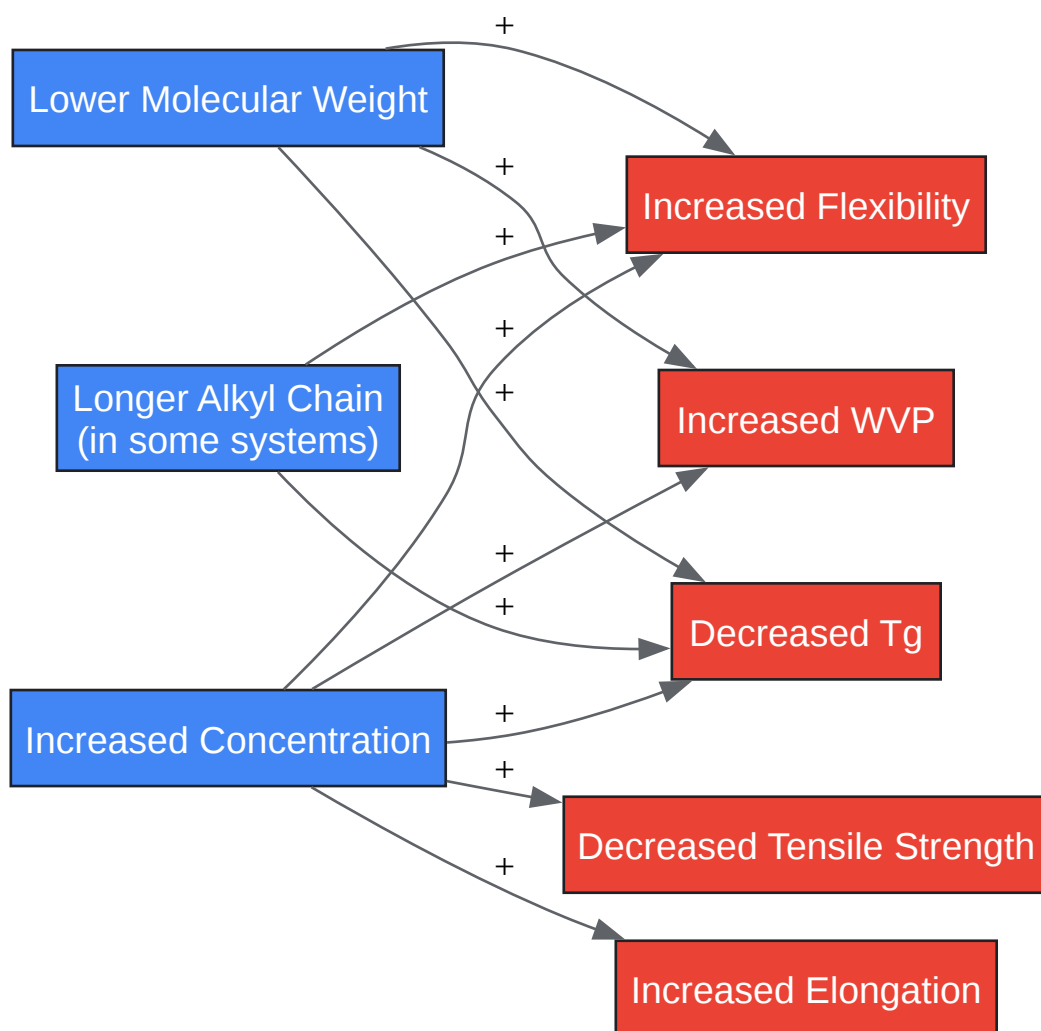 +
Lower Molecular Weight
+
Increased Flexibility
+
+
Longer Alkyl Chain
(in some systems)
+
Increased WVP
+
+
Decreased Tg
+
Increased Concentration
+
Decreased Tensile Strength
+
Increased Elongation